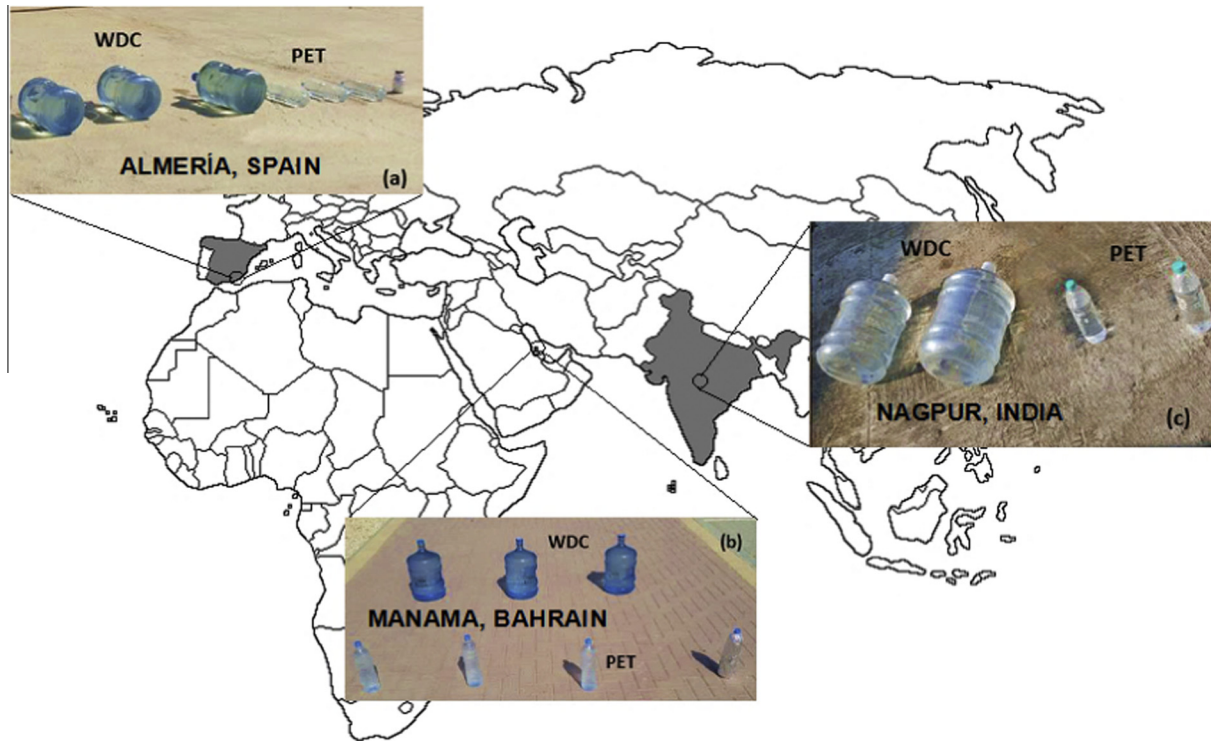 WDC
PET
ALMERÍA, SPAIN
(a)
WDC
PET
NAGPUR, INDIA
(c)
WDC
(b)
MANAMA, BAHRAIN
PET